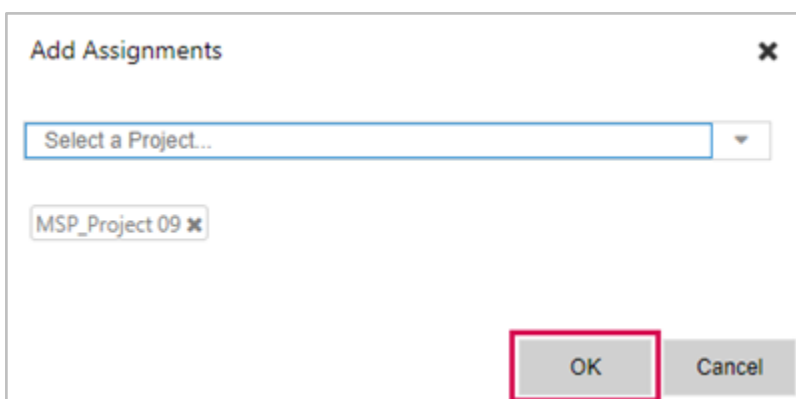 Add Assignments
Select a Project...
MSP_Project 09
OK Cancel